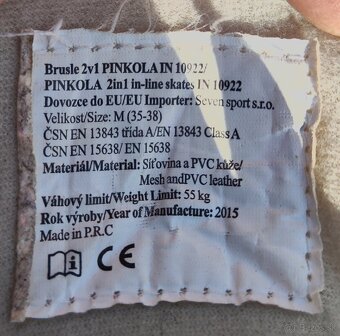 Brusle 2v1 PINKOLA IN 10922/
PINKOLA 2in1 in-line skates IN 10922
Dovozce do EU/EU Importer: Seven sport s.r.o.
Velikost/Size: M (35-38)
ČSN EN 13843 třída A/EN 13843 Class A
ČSN EN 15638/EN 15638
Materiál/Material: Síťovina a PVC kůže/
Mesh andPVC leather
Váhový limit/Weight Limit: 55 kg
Rok výroby/Year of Manufacture: 2015
Made in P.R.C
CE